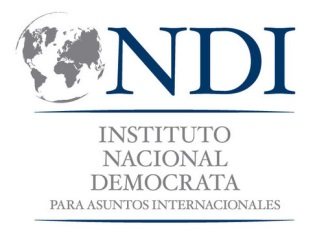 NDI
INSTITUTO
NACIONAL
DEMOCRATA
PARA ASUNTOS INTERNACIONALES